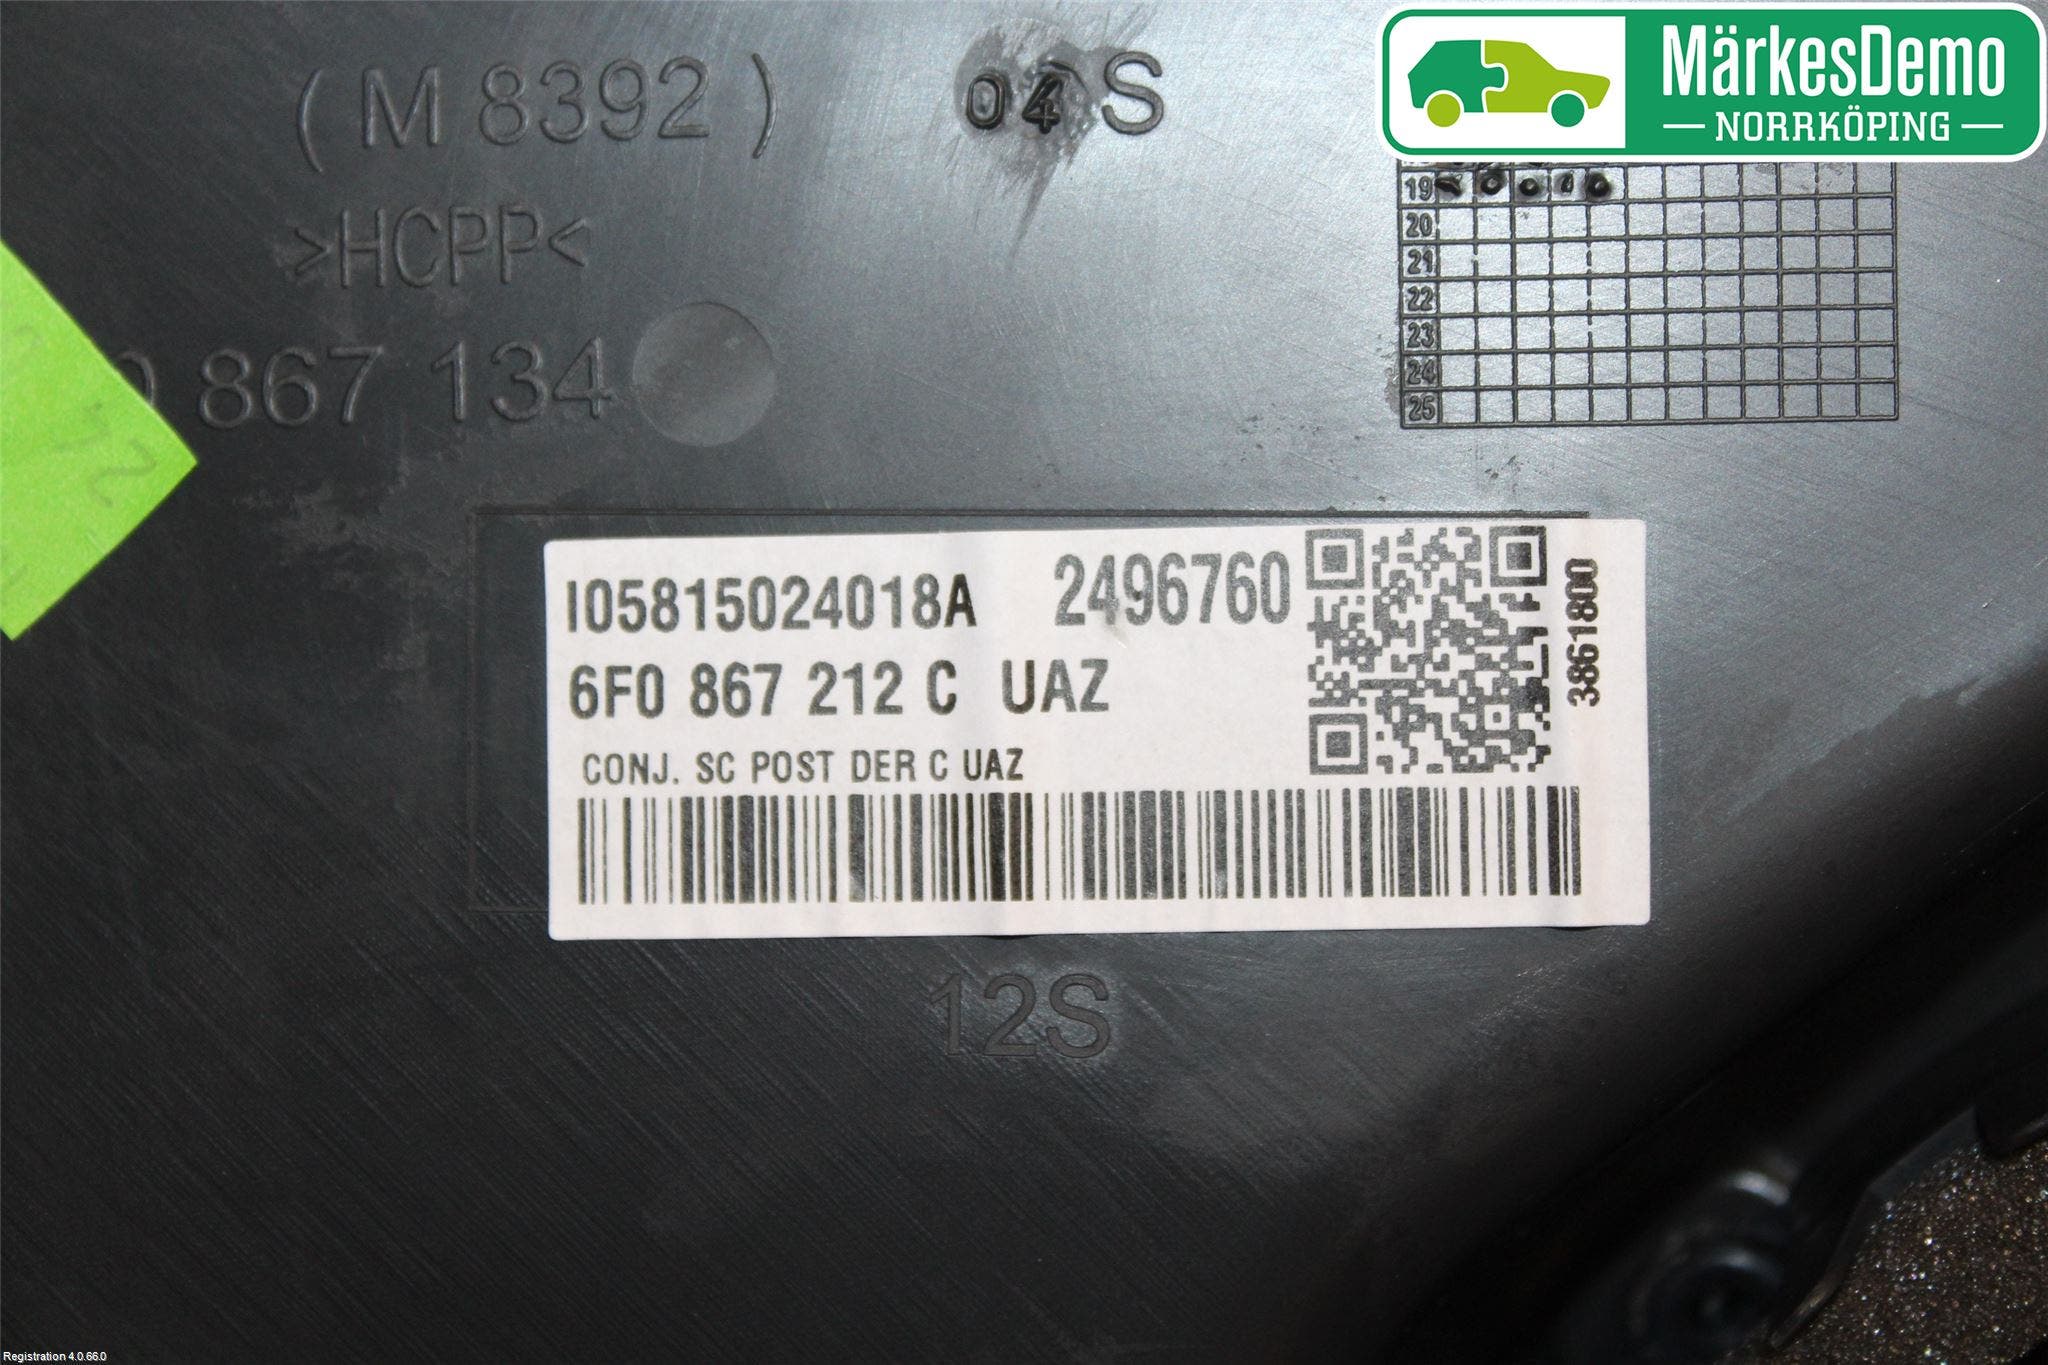 MärkesDemo
NORRKÖPING
( M 8392 )
04 S
>HCPP<
867 134
19
20
21
22
23
24
25
I05815024018A 2496760
6F0 867 212 C UAZ
CONJ. SC POST DER C UAZ
3861800
12S
Registration 4.0.66.0